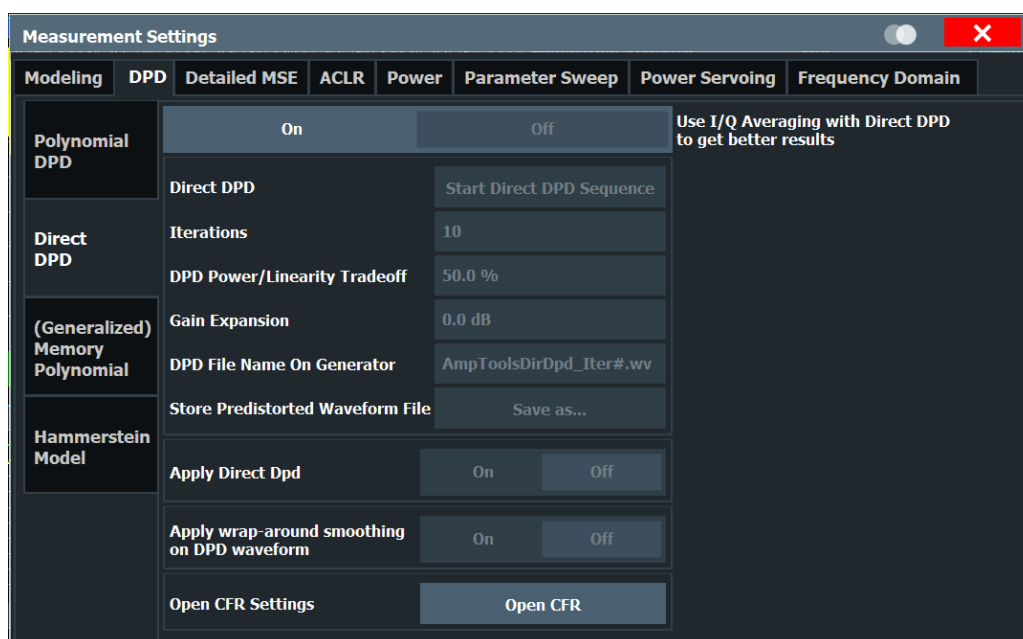 Measurement Settings
Modeling DPD Detailed MSE ACLR Power Parameter Sweep Power Servoing Frequency Domain
Polynomial
DPD
Direct
DPD
(Generalized)
Memory
Polynomial
Hammerstein
Model
On Off
Use I/Q Averaging with Direct DPD
to get better results
Direct DPD Start Direct DPD Sequence
Iterations 10
DPD Power/Linearity Tradeoff 50.0 %
Gain Expansion 0.0 dB
DPD File Name On Generator AmpToolsDirDpd_Iter#.wv
Store Predistorted Waveform File Save as...
Apply Direct Dpd On Off
Apply wrap-around smoothing
on DPD waveform On Off
Open CFR Settings Open CFR